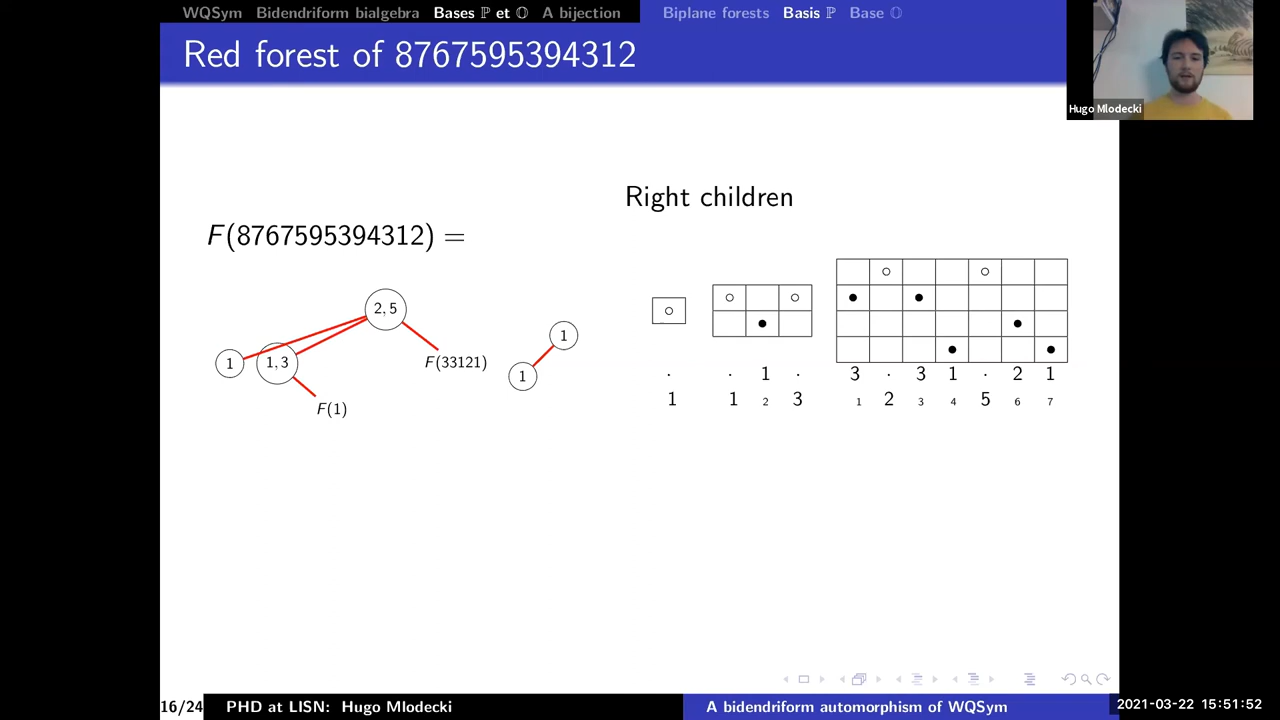 WQSym Bidendriform bialgebra Bases ℙ et 𝕆 A bijection Biplane forests Basis ℙ Base 𝕆
Red forest of 8767595394312
Hugo Mlodecki
Right children
F(8767595394312) =
2, 5
1 1, 3 F(33121)
F(1)
1
1
· · 1 · 3 · 3 1 · 2 1
1 1 2 3 1 2 3 4 5 6 7
16/24 PHD at LISN: Hugo Mlodecki A bidendriform automorphism of WQSym
2021-03-22 15:51:52